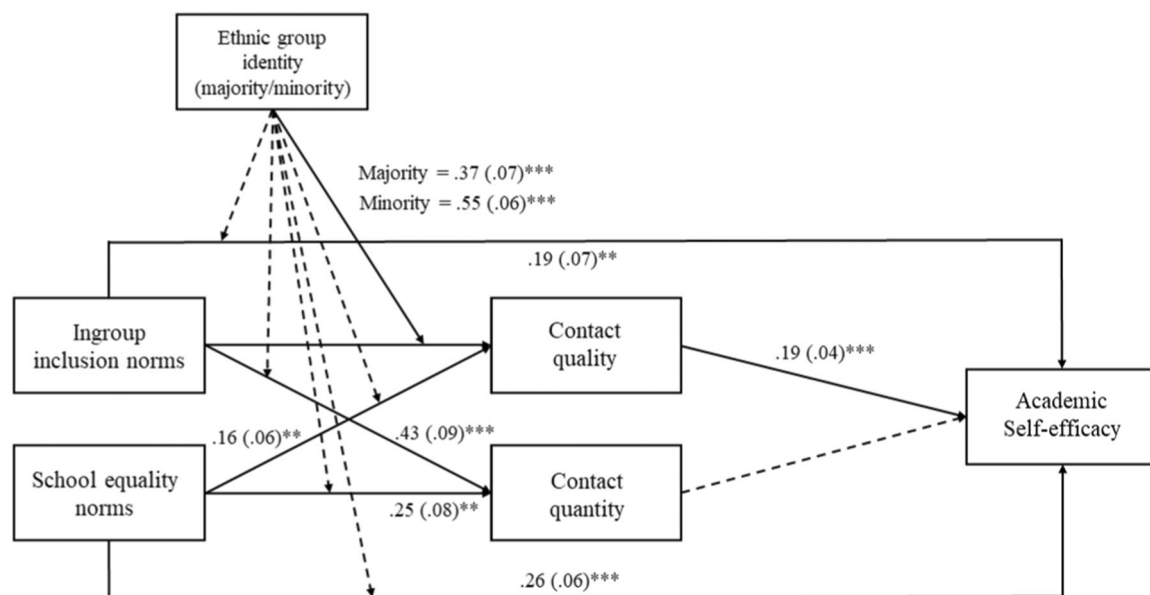 Ethnic group
identity
(majority/minority)
Majority = .37 (.07)***
Minority = .55 (.06)***
.19 (.07)**
Ingroup
inclusion norms
Contact
quality
.19 (.04)***
Academic
Self-efficacy
.16 (.06)**
.43 (.09)***
School equality
norms
Contact
quantity
.25 (.08)**
.26 (.06)***